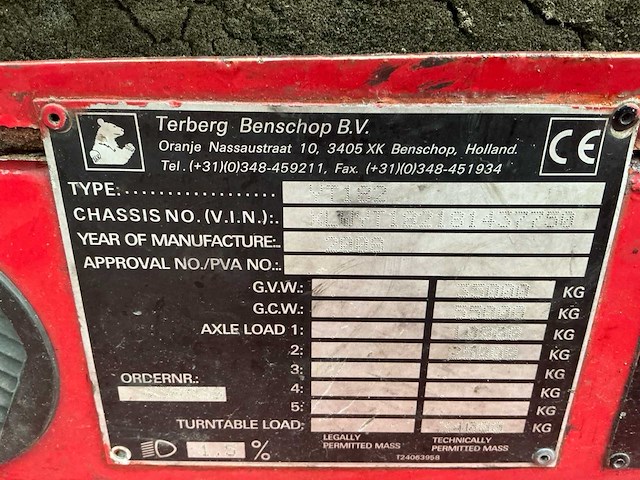 Terberg Benschop B.V.
Oranje Nassaustraat 10, 3405 XK Benschop, Holland.
Tel. (+31)(0)348-459211, Fax. (+31)(0)348-451934
CE
TYPE:
CHASSIS NO. (V.I.N.):
YEAR OF MANUFACTURE:
APPROVAL NO./PVA NO.:
G.V.W.: KG
G.C.W.: KG
AXLE LOAD 1: KG
2: KG
3: KG
ORDERNR.:
4: KG
5: KG
TURNTABLE LOAD: KG
1.8 %
LEGALLY PERMITTED MASS
TECHNICALLY PERMITTED MASS
T24063958